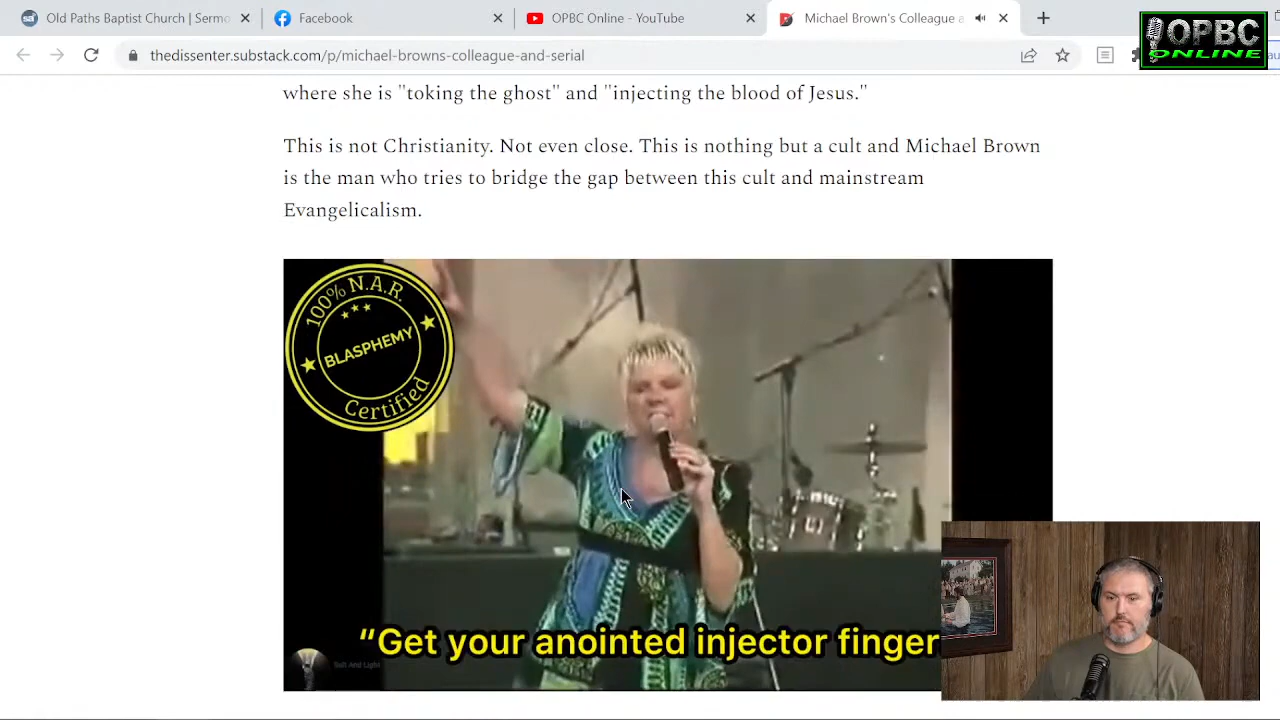 Old Paths Baptist Church | Sermo
Facebook
OPBC Online - YouTube
Michael Brown's Colleague a
OPBC
ONLINE
thedissenter.substack.com/p/michael-browns-colleague-and-serial
where she is "toking the ghost" and "injecting the blood of Jesus."
This is not Christianity. Not even close. This is nothing but a cult and Michael Brown
is the man who tries to bridge the gap between this cult and mainstream
Evangelicalism.
100% N.A.R.
BLASPHEMY
Certified
"Get your anointed injector finger
Salt And Light